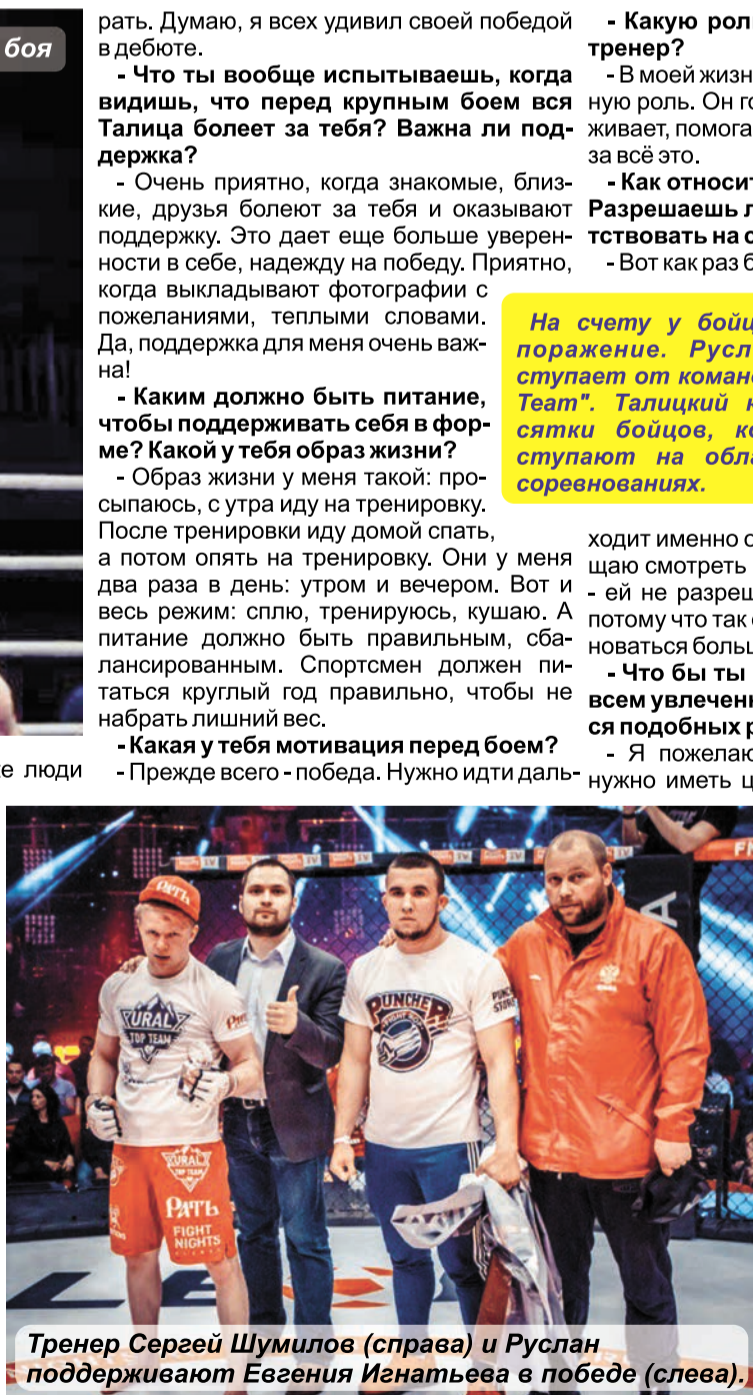 боя
люди
рать. Думаю, я всех удивил своей победой
в дебюте.
- Что ты вообще испытываешь, когда
видишь, что перед крупным боем вся
Талица болеет за тебя? Важна ли под-
держка?
- Очень приятно, когда знакомые, близ-
кие, друзья болеют за тебя и оказывают
поддержку. Это дает еще больше уверен-
ности в себе, надежду на победу. Приятно,
когда выкладывают фотографии с
пожеланиями, теплыми словами.
Да, поддержка для меня очень важ-
на!
- Каким должно быть питание,
чтобы поддерживать себя в фор-
ме? Какой у тебя образ жизни?
- Образ жизни у меня такой: про-
сыпаюсь, с утра иду на тренировку.
После тренировки иду домой спать,
а потом опять на тренировку. Они у меня
два раза в день: утром и вечером. Вот и
весь режим: сплю, тренируюсь, кушаю. А
питание должно быть правильным, сба-
лансированным. Спортсмен должен пи-
таться круглый год правильно, чтобы не
набрать лишний вес.
- Какая у тебя мотивация перед боем?
- Прежде всего - победа. Нужно идти даль-
- Какую рол
тренер?
- В моей жизн
ную роль. Он го
живает, помога
за всё это.
- Как относит
Разрешаешь л
тствовать на с
- Вот как раз б
На счету у бойц
поражение. Русл
ступает от коман
Team". Талицкий к
сятки бойцов, ко
ступают на обла
соревнованиях.
ходит именно о
щаю смотреть
- ей не разреш
потому что так
новаться больш
- Что бы ты
всем увлеченн
ся подобных р
- Я пожелаю
нужно иметь ц
РАТЬ
URAL
TOP TEAM
URAL
TOP TEAM
РАТЬ
FIGHT
NIGHTS
PUNCHER
FIGHT
PUNCH
STORE
Тренер Сергей Шумилов (справа) и Руслан
поддерживают Евгения Игнатьева в победе (слева).